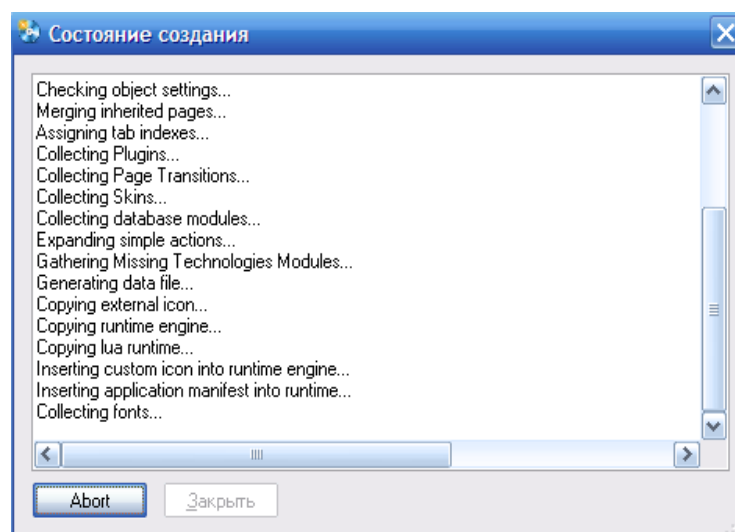 Состояние создания
Checking object settings...
Merging inherited pages...
Assigning tab indexes...
Collecting Plugins...
Collecting Page Transitions...
Collecting Skins...
Collecting database modules...
Expanding simple actions...
Gathering Missing Technologies Modules...
Generating data file...
Copying external icon...
Copying runtime engine...
Copying lua runtime...
Inserting custom icon into runtime engine...
Inserting application manifest into runtime...
Collecting fonts...
Abort Закрыть